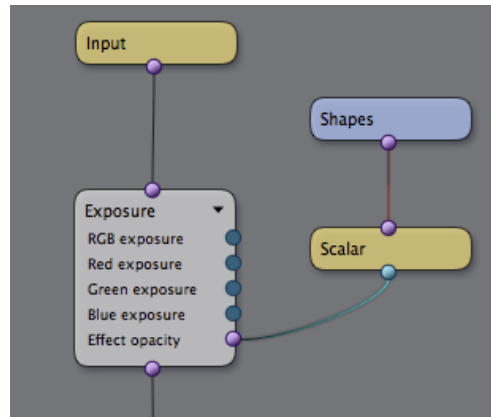 Input
Shapes
Exposure
RGB exposure
Red exposure
Green exposure
Blue exposure
Effect opacity
Scalar